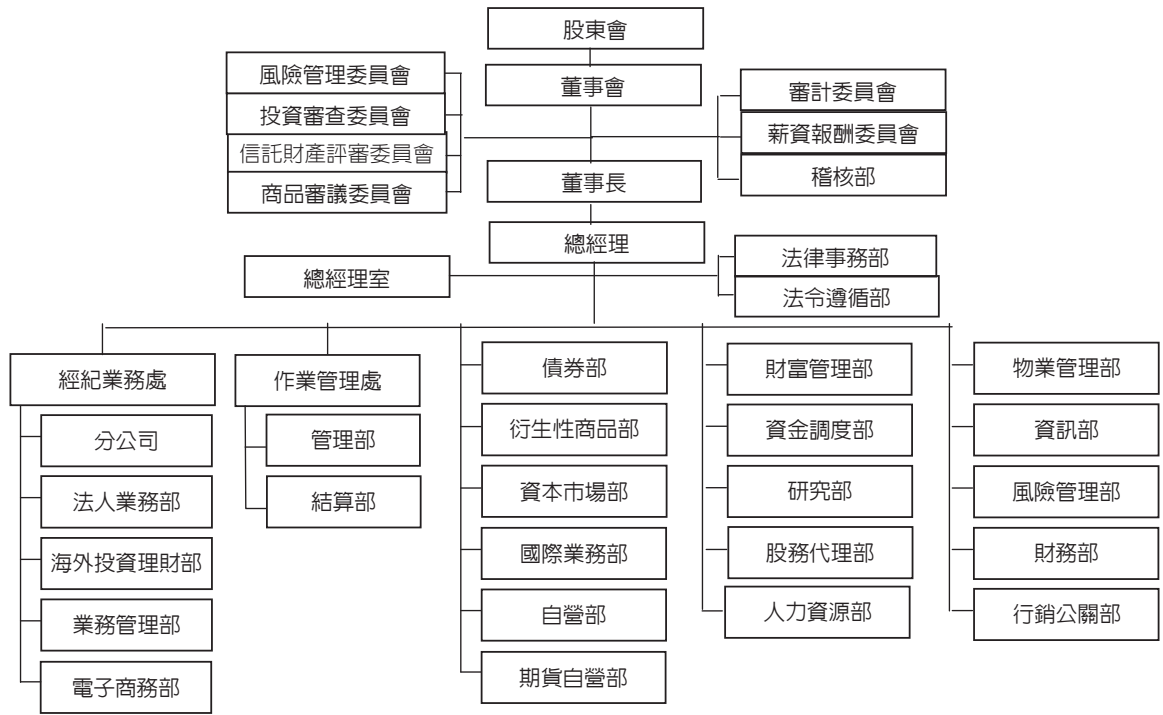 股東會
董事會
風險管理委員會
投資審查委員會
信託財產評審委員會
商品審議委員會
審計委員會
薪資報酬委員會
稽核部
董事長
總經理
總經理室
法律事務部
法令遵循部
經紀業務處
分公司
法人業務部
海外投資理財部
業務管理部
電子商務部
作業管理處
管理部
結算部
債券部
衍生性商品部
資本市場部
國際業務部
自營部
期貨自營部
財富管理部
資金調度部
研究部
股務代理部
人力資源部
物業管理部
資訊部
風險管理部
財務部
行銷公關部